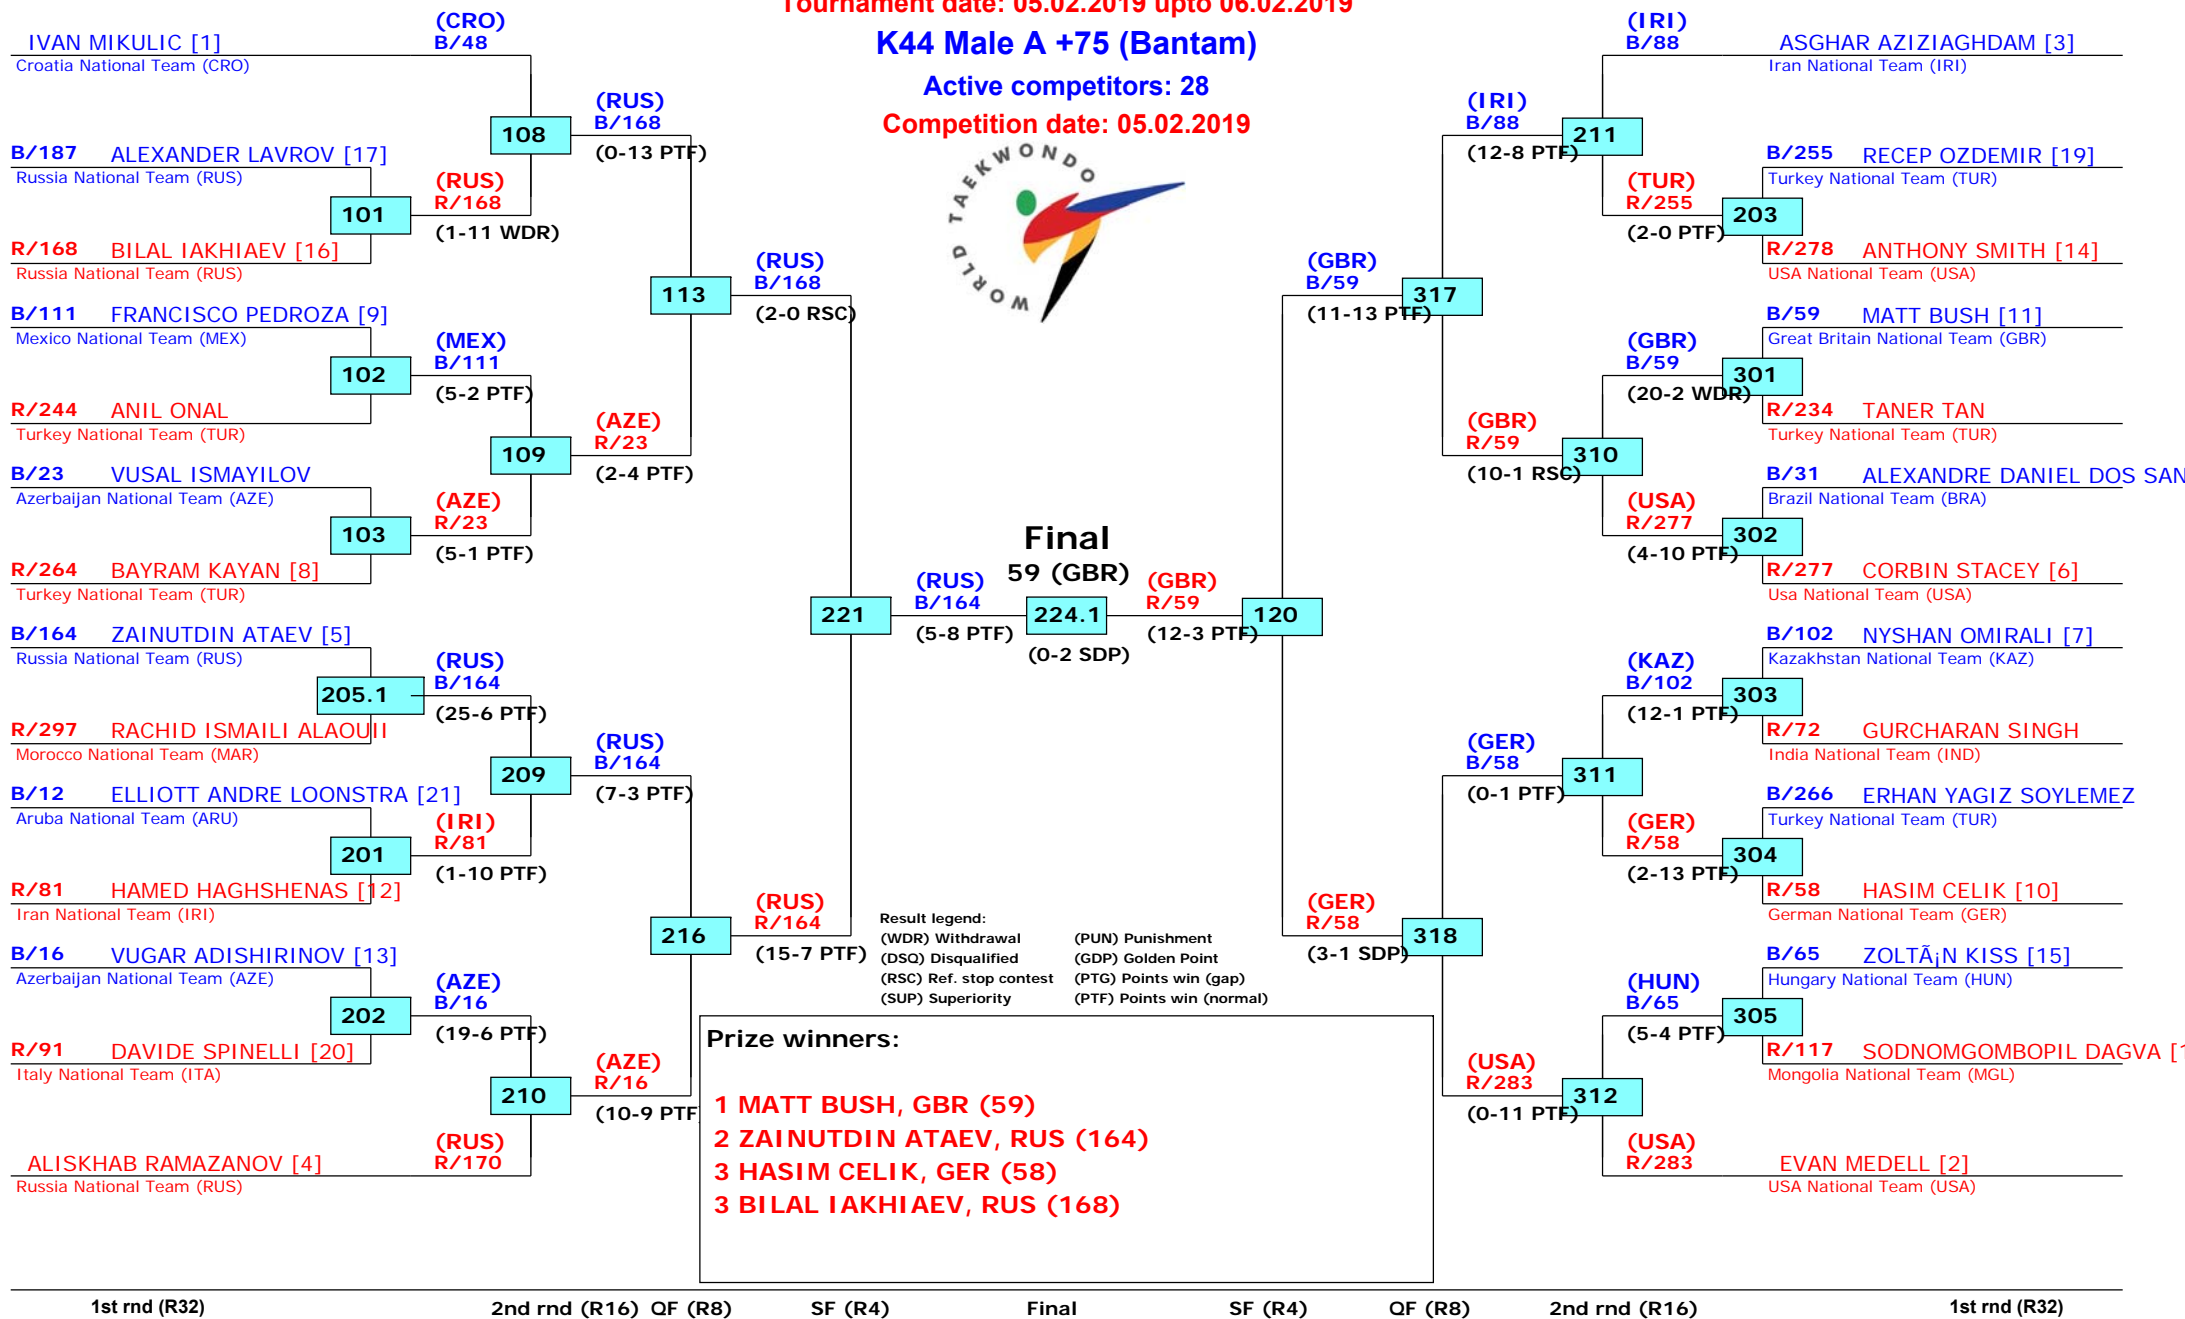 Tournament date: 05.02.2019 upto 06.02.2019
K44 Male A +75 (Bantam)
Active competitors: 28
Competition date: 05.02.2019
WORLD TAEKWONDO
IVAN MIKULIC [1]
Croatia National Team (CRO)
(CRO)
B/48
B/187 ALEXANDER LAVROV [17]
Russia National Team (RUS)
101
R/168 BILAL IAKHIAEV [16]
Russia National Team (RUS)
(RUS)
R/168
(1-11 WDR)
108
(RUS)
B/168
(0-13 PTF)
B/111 FRANCISCO PEDROZA [9]
Mexico National Team (MEX)
102
R/244 ANIL ONAL
Turkey National Team (TUR)
(MEX)
B/111
(5-2 PTF)
B/23 VUSAL ISMAYILOV
Azerbaijan National Team (AZE)
103
R/264 BAYRAM KAYAN [8]
Turkey National Team (TUR)
(AZE)
R/23
(5-1 PTF)
109
(AZE)
R/23
(2-4 PTF)
113
(RUS)
B/168
(2-0 RSC)
B/164 ZAINUTDIN ATAEV [5]
Russia National Team (RUS)
205.1
R/297 RACHID ISMAILI ALAOUII
Morocco National Team (MAR)
(RUS)
B/164
(25-6 PTF)
B/12 ELLIOTT ANDRE LOONSTRA [21]
Aruba National Team (ARU)
201
R/81 HAMED HAGHSHENAS [12]
Iran National Team (IRI)
(IRI)
R/81
(1-10 PTF)
209
(RUS)
B/164
(7-3 PTF)
B/16 VUGAR ADISHIRINOV [13]
Azerbaijan National Team (AZE)
202
R/91 DAVIDE SPINELLI [20]
Italy National Team (ITA)
(AZE)
B/16
(19-6 PTF)
210
ALISKHAB RAMAZANOV [4]
Russia National Team (RUS)
(RUS)
R/170
(AZE)
R/16
(10-9 PTF
216
(RUS)
R/164
(15-7 PTF)
221
(RUS)
B/164
(5-8 PTF)
Final
59 (GBR)
224.1
(0-2 SDP)
(GBR)
R/59
(12-3 PTF)
120
(GBR)
B/59
(11-13 PTF)
317
(IRI)
B/88
(12-8 PTF)
211
(IRI)
B/88
ASGHAR AZIZIAGHDAM [3]
Iran National Team (IRI)
B/255 RECEP OZDEMIR [19]
Turkey National Team (TUR)
(TUR)
R/255
(2-0 PTF)
203
R/278 ANTHONY SMITH [14]
USA National Team (USA)
B/59 MATT BUSH [11]
Great Britain National Team (GBR)
(GBR)
B/59
(20-2 WDR)
301
R/234 TANER TAN
Turkey National Team (TUR)
(GBR)
R/59
(10-1 RSC)
310
B/31 ALEXANDRE DANIEL DOS SAN
Brazil National Team (BRA)
(USA)
R/277
(4-10 PTF)
302
R/277 CORBIN STACEY [6]
Usa National Team (USA)
B/102 NYSHAN OMIRALI [7]
Kazakhstan National Team (KAZ)
(KAZ)
B/102
(12-1 PTF)
303
R/72 GURCHARAN SINGH
India National Team (IND)
(GER)
B/58
(0-1 PTF)
311
B/266 ERHAN YAGIZ SOYLEMEZ
Turkey National Team (TUR)
(GER)
R/58
(2-13 PTF)
304
R/58 HASIM CELIK [10]
German National Team (GER)
(GER)
R/58
(3-1 SDP)
318
B/65 ZOLTÃ¡N KISS [15]
Hungary National Team (HUN)
(HUN)
B/65
(5-4 PTF)
305
R/117 SODNOMGOMBOPIL DAGVA [1
Mongolia National Team (MGL)
(USA)
R/283
(0-11 PTF)
312
(USA)
R/283
EVAN MEDELL [2]
USA National Team (USA)
Result legend:
(WDR) Withdrawal (PUN) Punishment
(DSQ) Disqualified (GDP) Golden Point
(RSC) Ref. stop contest (PTG) Points win (gap)
(SUP) Superiority (PTF) Points win (normal)
Prize winners:
1 MATT BUSH, GBR (59)
2 ZAINUTDIN ATAEV, RUS (164)
3 HASIM CELIK, GER (58)
3 BILAL IAKHIAEV, RUS (168)
1st rnd (R32) 2nd rnd (R16) QF (R8) SF (R4) Final SF (R4) QF (R8) 2nd rnd (R16) 1st rnd (R32)